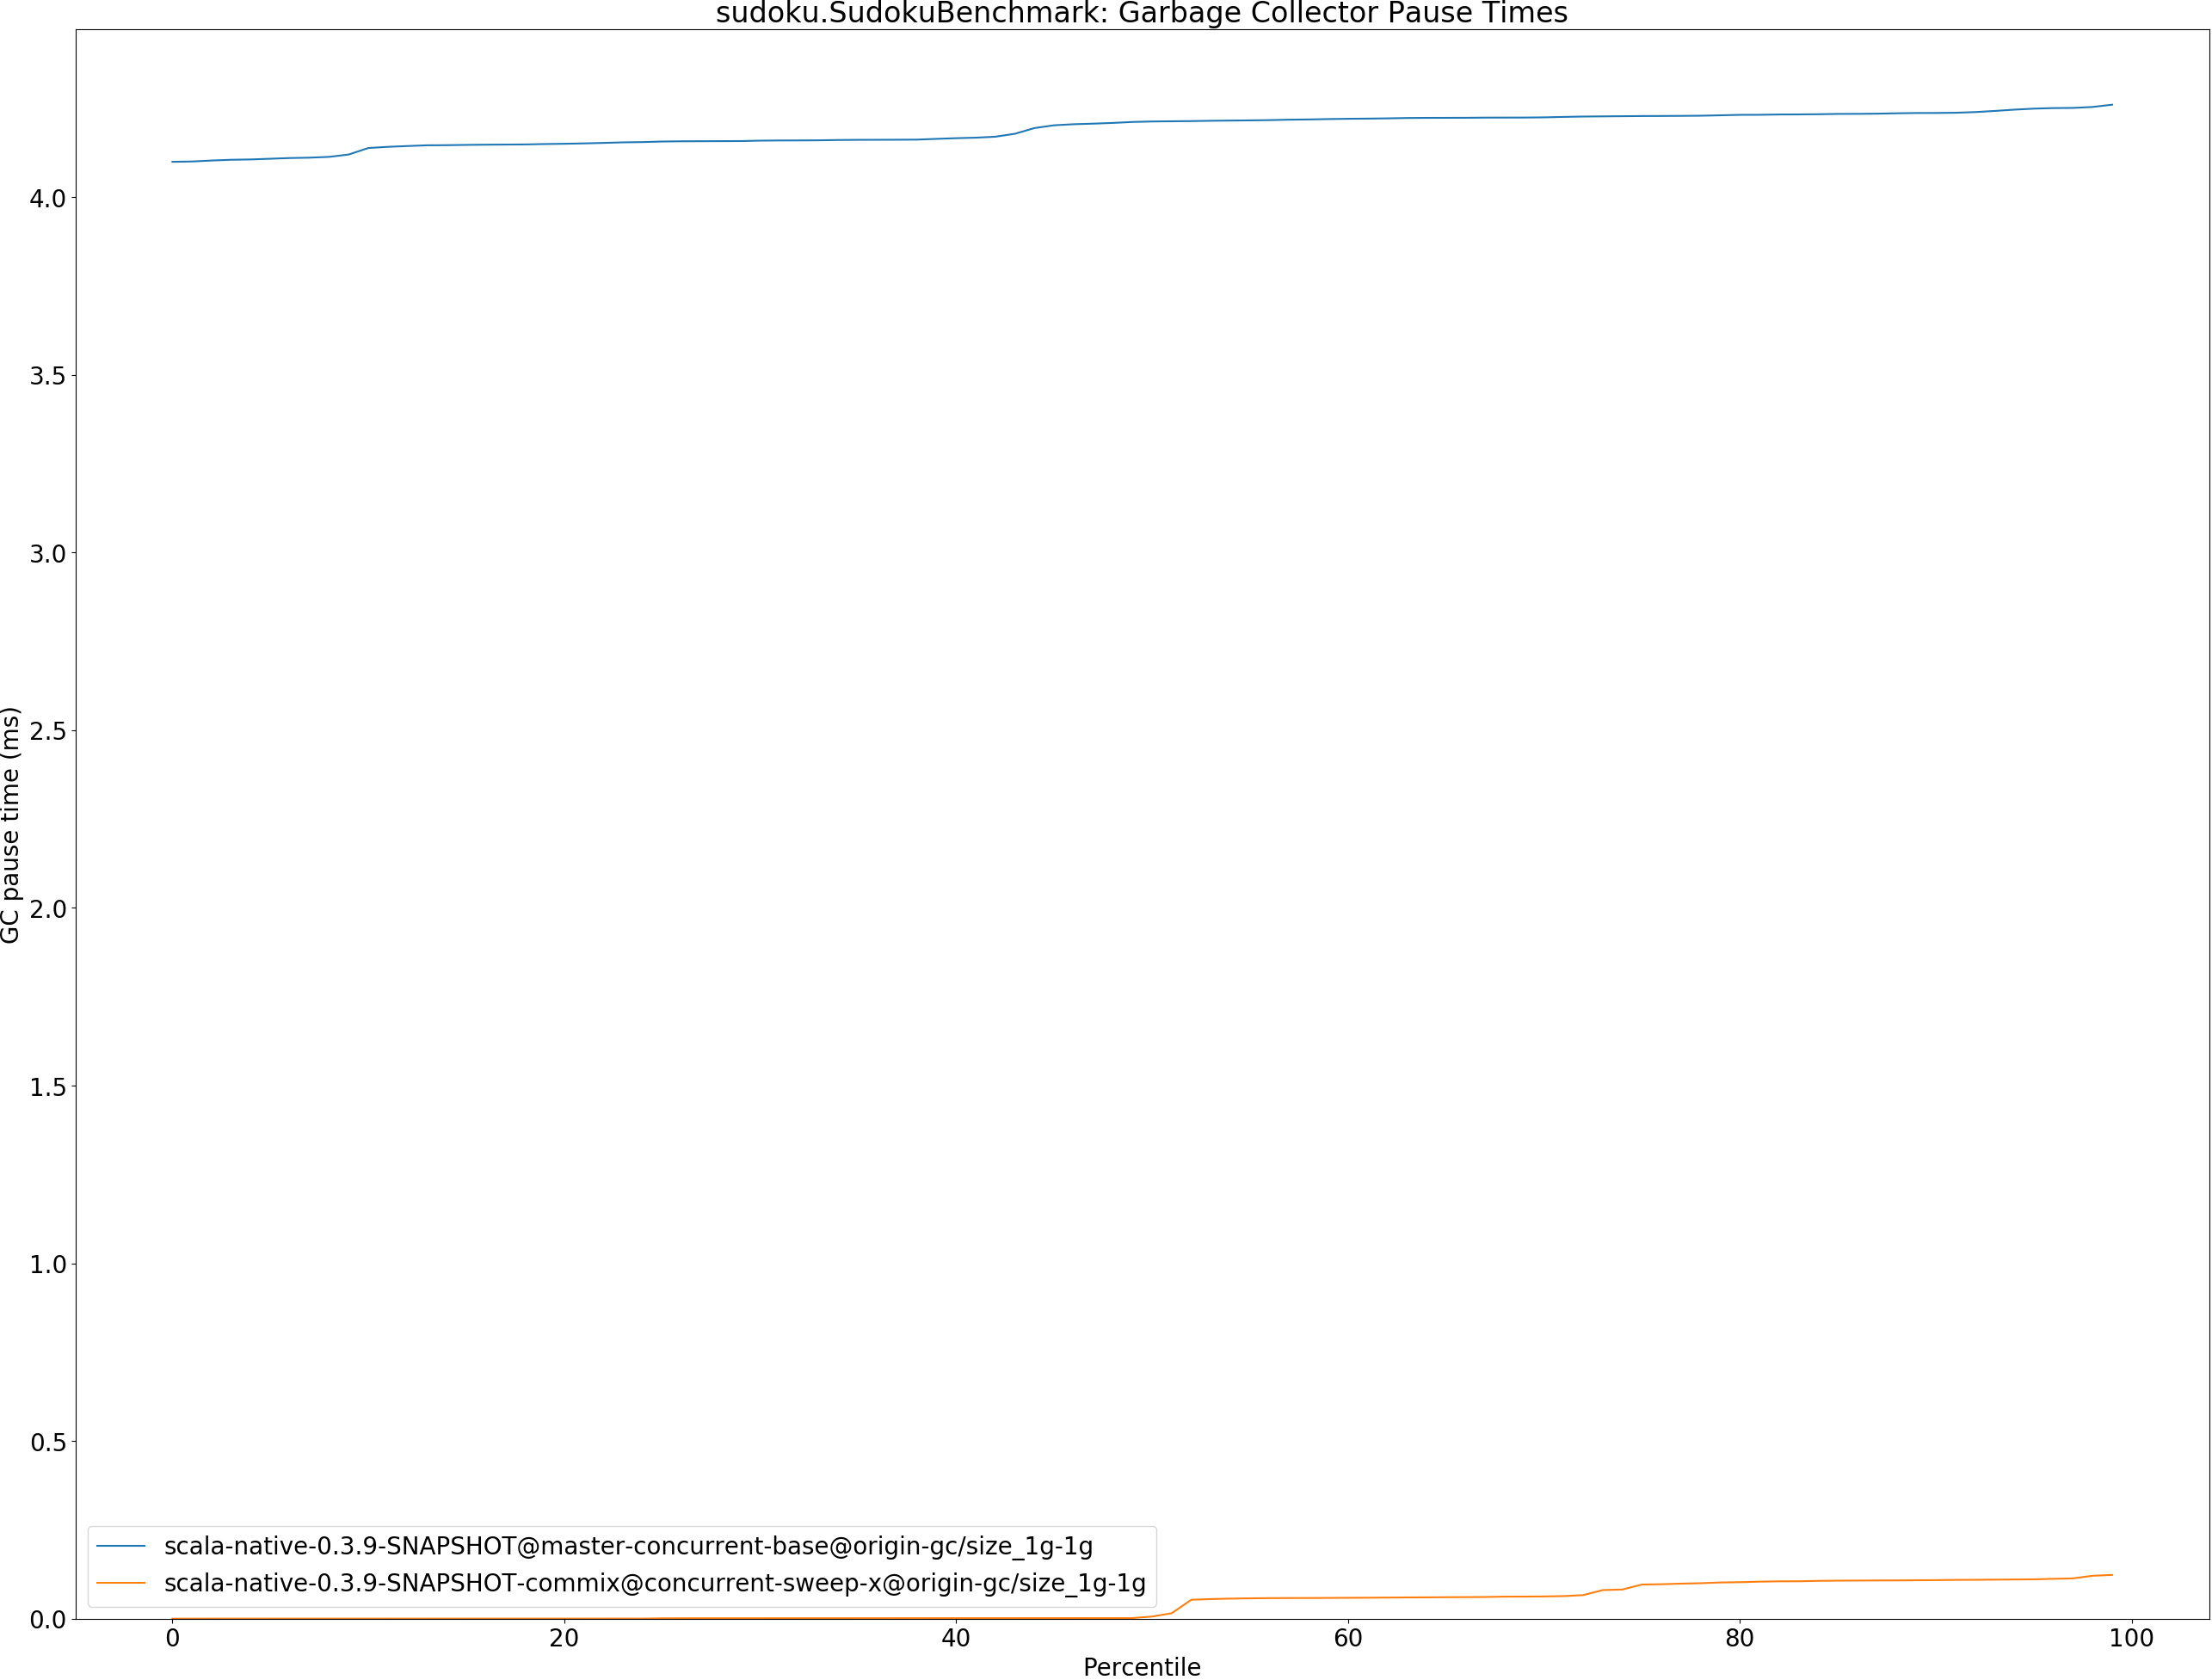 sudoku.SudokuBenchmark: Garbage Collector Pause Times
GC pause time (ms)
4.0
3.5
3.0
2.5
2.0
1.5
1.0
0.5
0.0
scala-native-0.3.9-SNAPSHOT@master-concurrent-base@origin-gc/size_1g-1g
scala-native-0.3.9-SNAPSHOT-commix@concurrent-sweep-x@origin-gc/size_1g-1g
0 20 40 60 80 100
Percentile